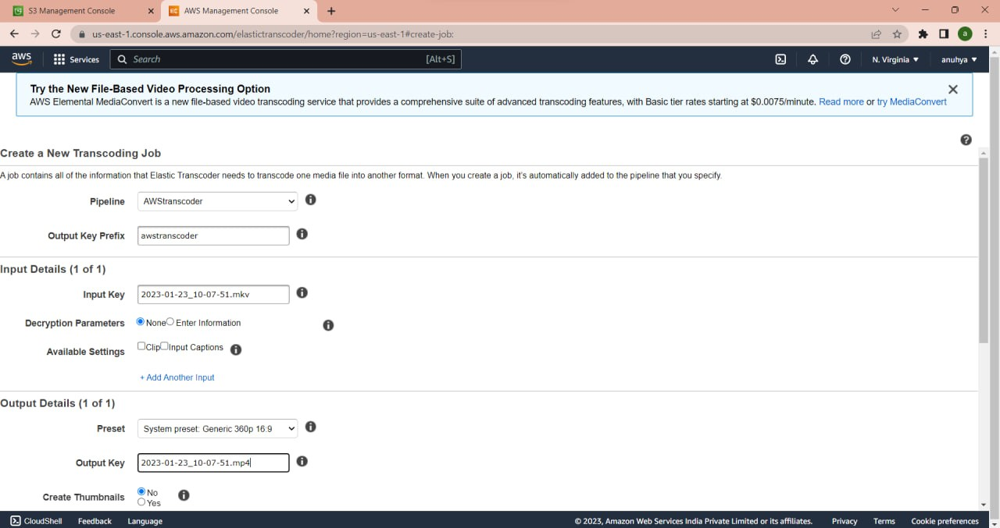 S3 Management Console
AWS Management Console
us-east-1.console.aws.amazon.com/elastictranscoder/home?region=us-east-1#create-job:
a
aws Services Search [Alt+S] N. Virginia anuhya
Try the New File-Based Video Processing Option
AWS Elemental MediaConvert is a new file-based video transcoding service that provides a comprehensive suite of advanced transcoding features, with Basic tier rates starting at $0.0075/minute. Read more or try MediaConvert
Create a New Transcoding Job
A job contains all of the information that Elastic Transcoder needs to transcode one media file into another format. When you create a job, it's automatically added to the pipeline that you specify.
Pipeline AWStranscoder
Output Key Prefix awstranscoder
Input Details (1 of 1)
Input Key 2023-01-23_10-07-51.mkv
Decryption Parameters None Enter Information
Available Settings Clip Input Captions
+ Add Another Input
Output Details (1 of 1)
Preset System preset: Generic 360p 16:9
Output Key 2023-01-23_10-07-51.mp4
Create Thumbnails No
Yes
CloudShell Feedback Language © 2023, Amazon Web Services India Private Limited or its affiliates. Privacy Terms Cookie preferences